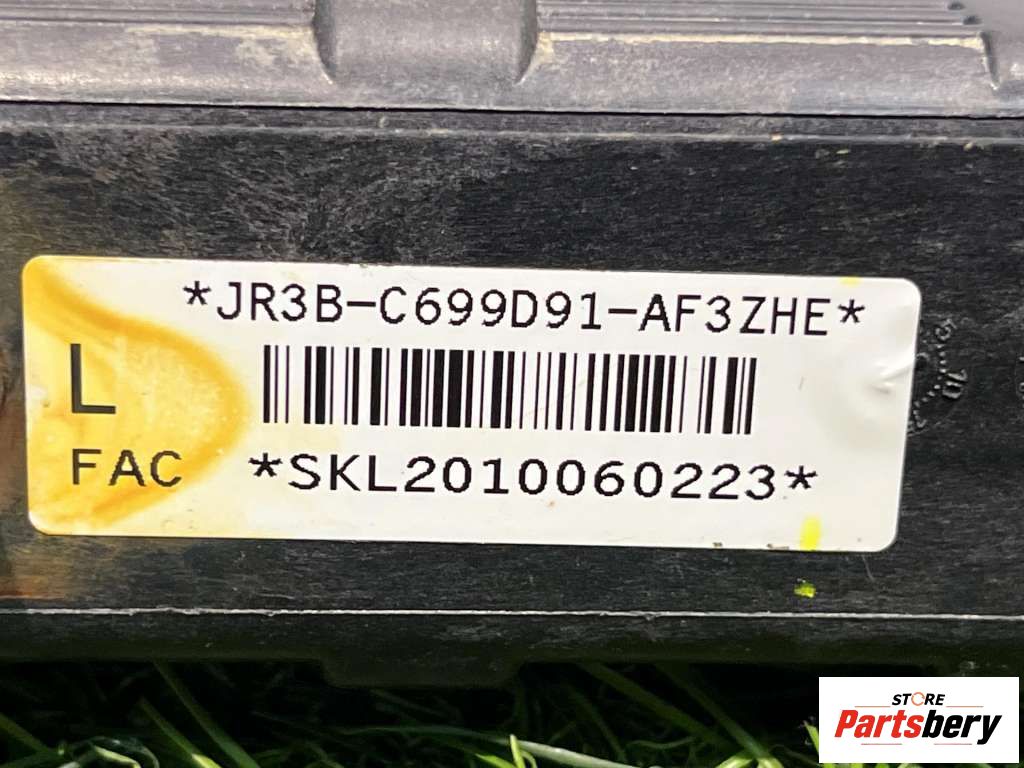 *JR3B-C699D91-AF3ZHE*
L
FAC
*SKL2010060223*
STORE
Partsbery